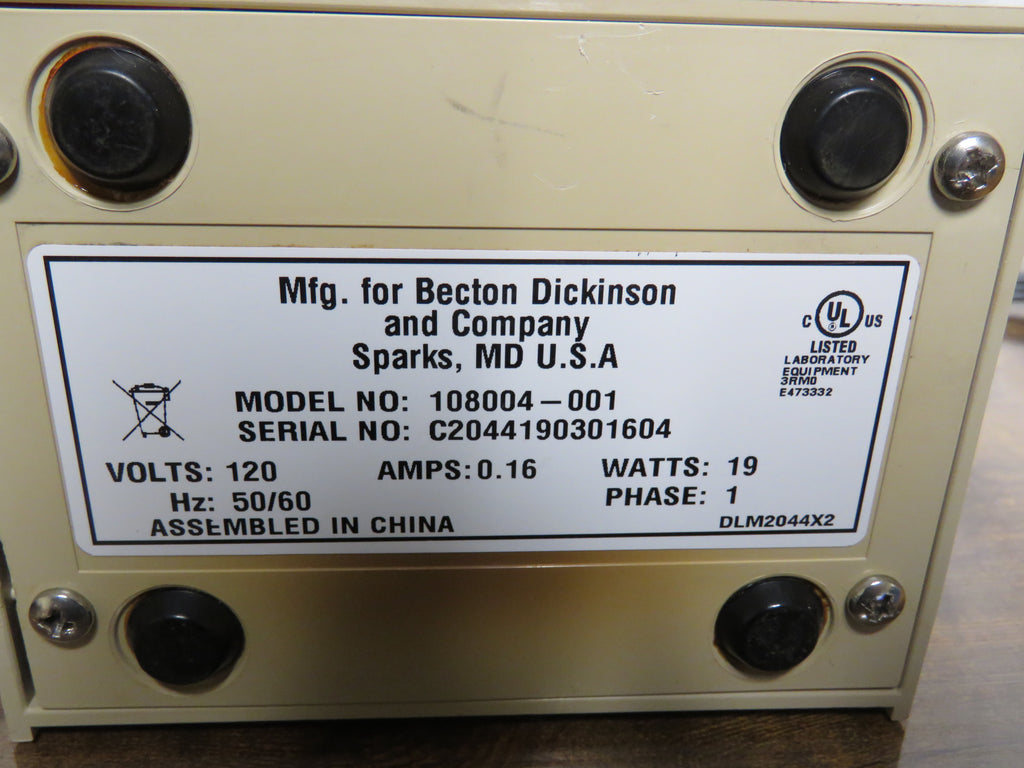 Mfg. for Becton Dickinson
and Company
Sparks, MD U.S.A
C UL US
LISTED
LABORATORY
EQUIPMENT
3RM0
E473332
MODEL NO: 108004-001
SERIAL NO: C2044190301604
VOLTS: 120 AMPS: 0.16 WATTS: 19
Hz: 50/60 PHASE: 1
ASSEMBLED IN CHINA DLM2044X2